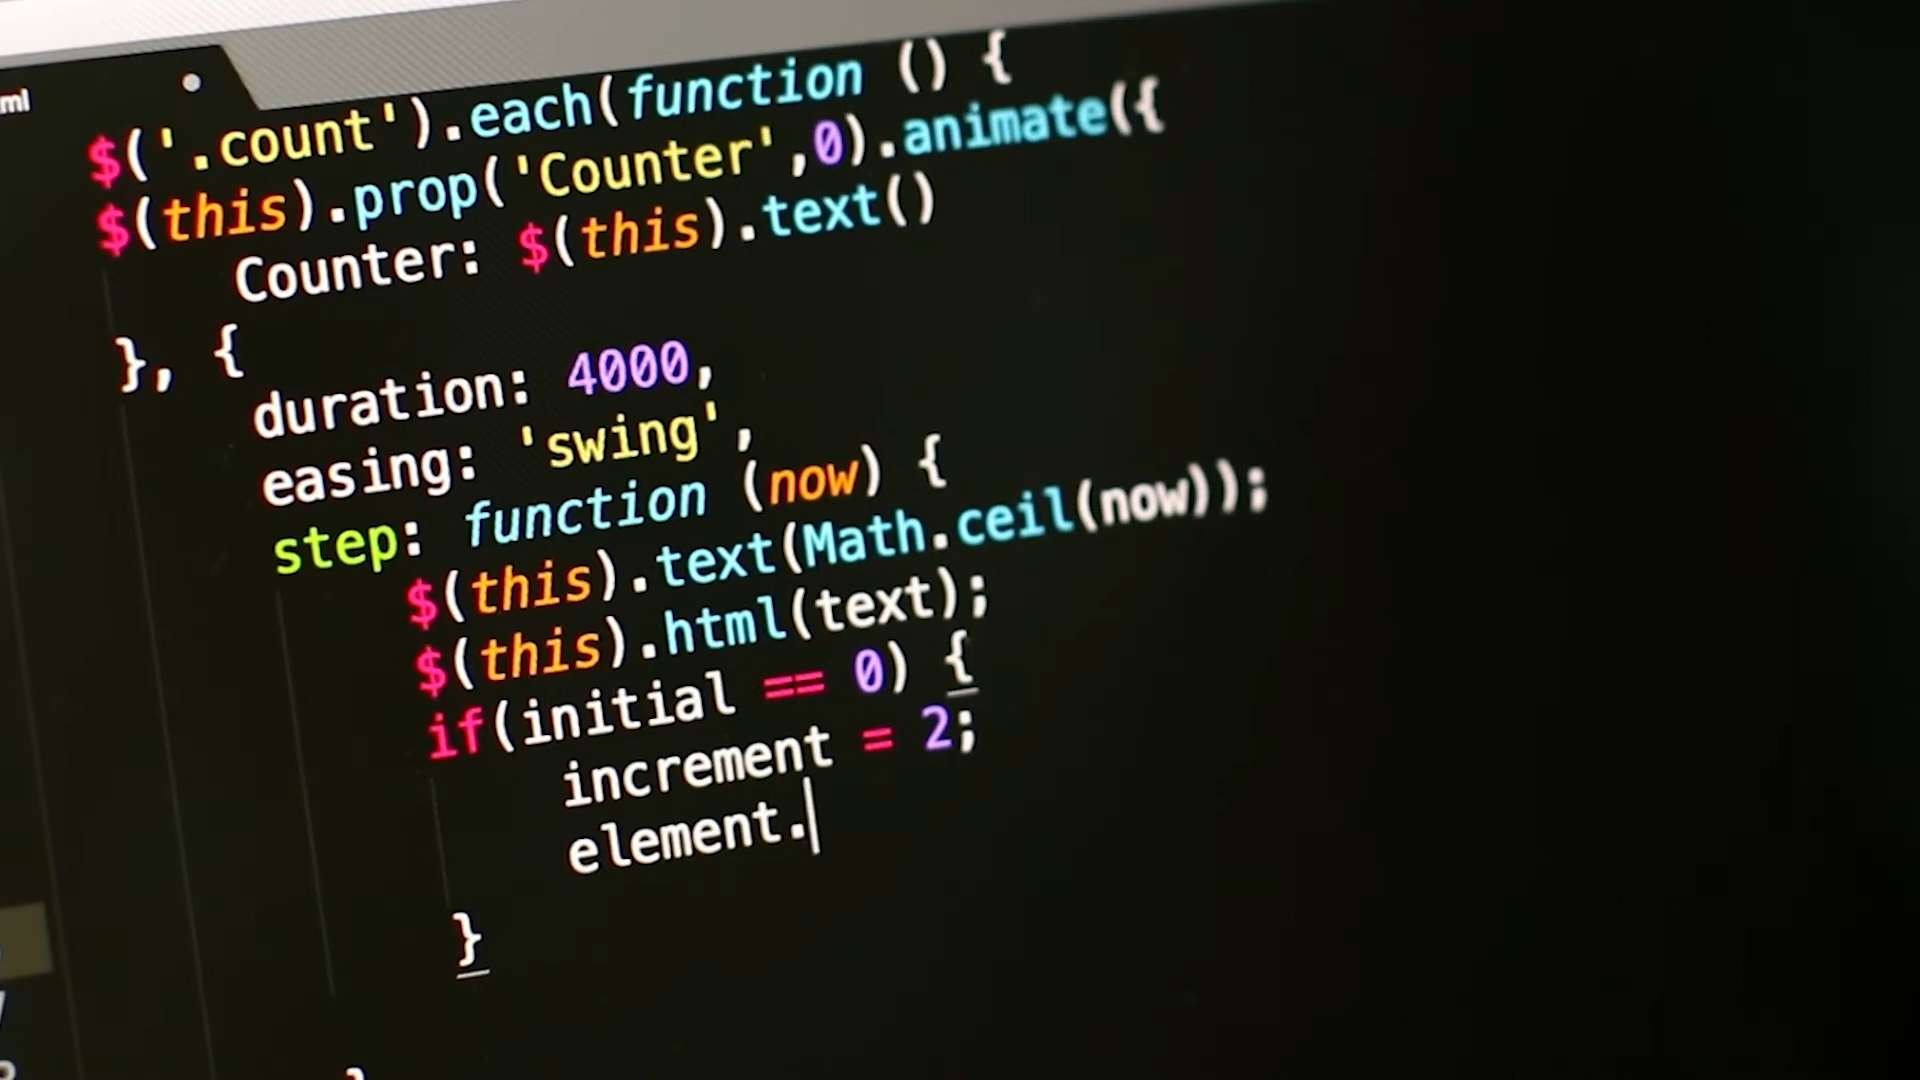 ml
$('.count').each(function () {
$(this).prop('Counter',0).animate({
Counter: $(this).text()
}, {
duration: 4000,
easing: 'swing',
step: function (now) {
$(this).text(Math.ceil(now));
$(this).html(text);
if(initial == 0) {
increment = 2;
element.
}
}